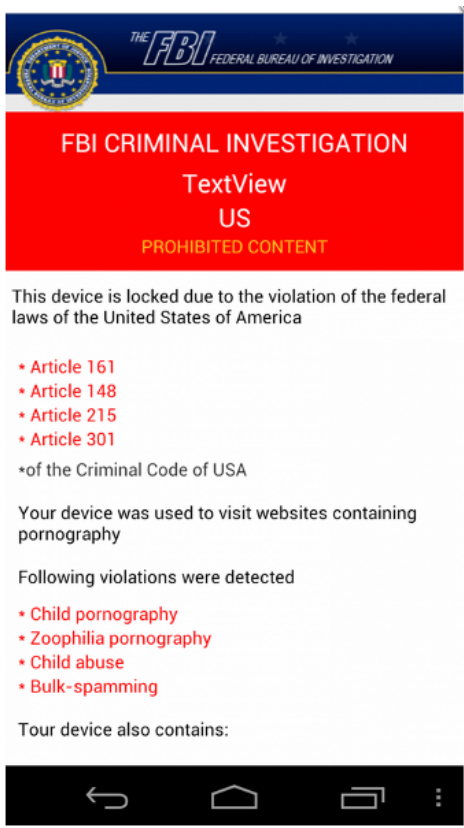 THE FBI FEDERAL BUREAU OF INVESTIGATION
FBI CRIMINAL INVESTIGATION
TextView
US
PROHIBITED CONTENT
This device is locked due to the violation of the federal
laws of the United States of America
* Article 161
* Article 148
* Article 215
* Article 301
*of the Criminal Code of USA
Your device was used to visit websites containing
pornography
Following violations were detected
* Child pornography
* Zoophilia pornography
* Child abuse
* Bulk-spamming
Tour device also contains: